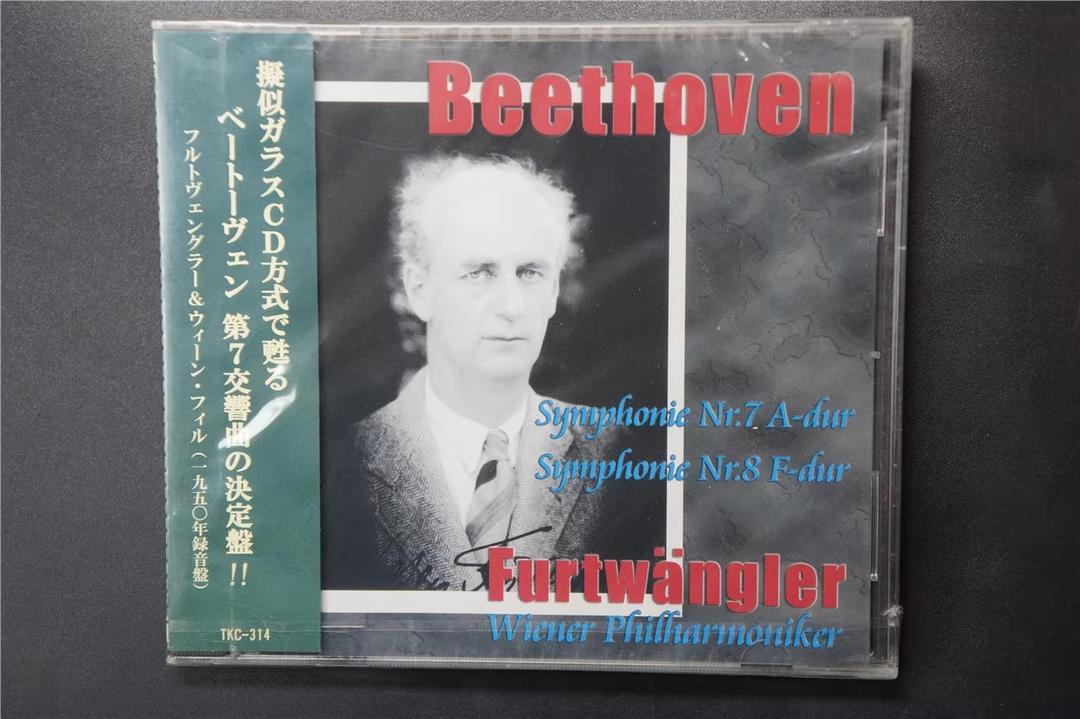 擬似ガラスCD方式で甦る
ベートーヴェン 第7交響曲の決定盤!!
フルトヴェングラー&ウィーン・フィル(一九五〇年録音盤)
TKC-314
Beethoven
Symphonie Nr.7 A-dur
Symphonie Nr.8 F-dur
Furtwängler
Wiener Philharmoniker